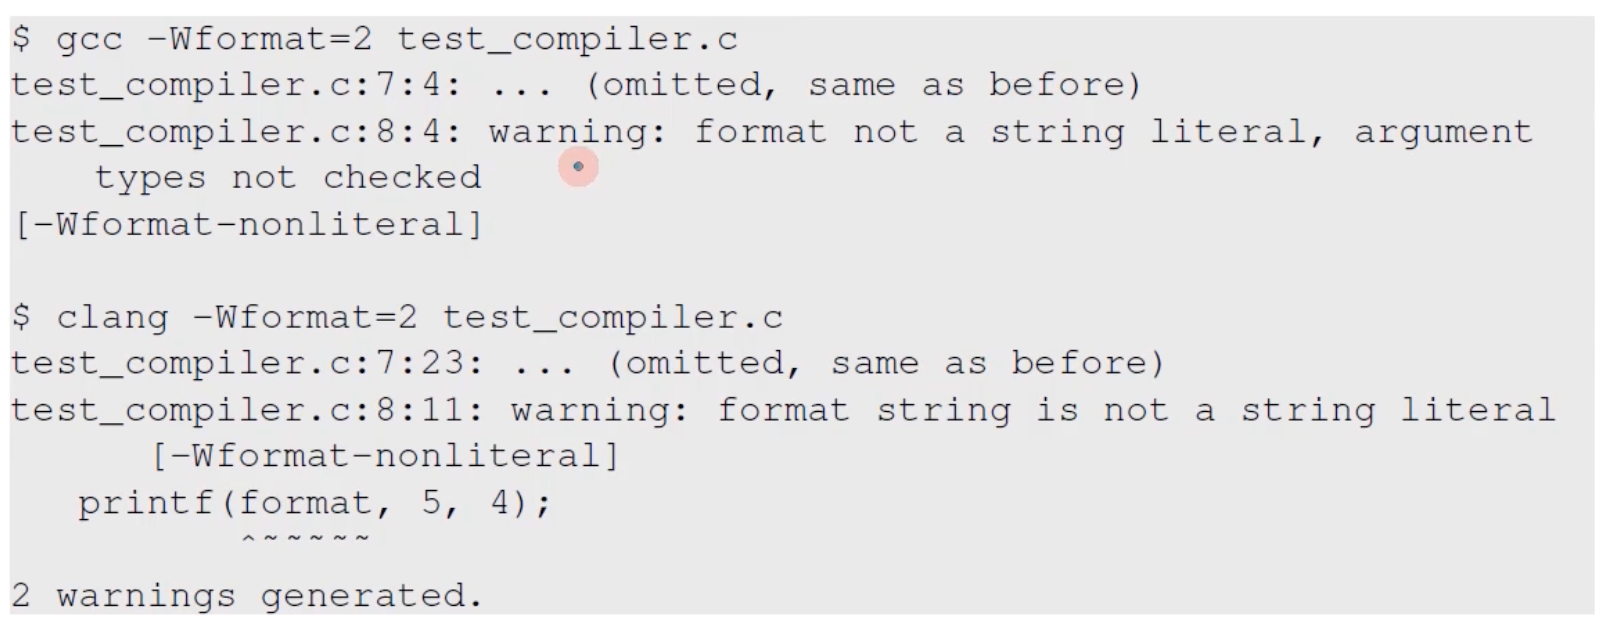 $ gcc -Wformat=2 test_compiler.c
test_compiler.c:7:4: ... (omitted, same as before)
test_compiler.c:8:4: warning: format not a string literal, argument
types not checked
[-Wformat-nonliteral]
$ clang -Wformat=2 test_compiler.c
test_compiler.c:7:23: ... (omitted, same as before)
test_compiler.c:8:11: warning: format string is not a string literal
[-Wformat-nonliteral]
printf(format, 5, 4);
^~~~~~
2 warnings generated.